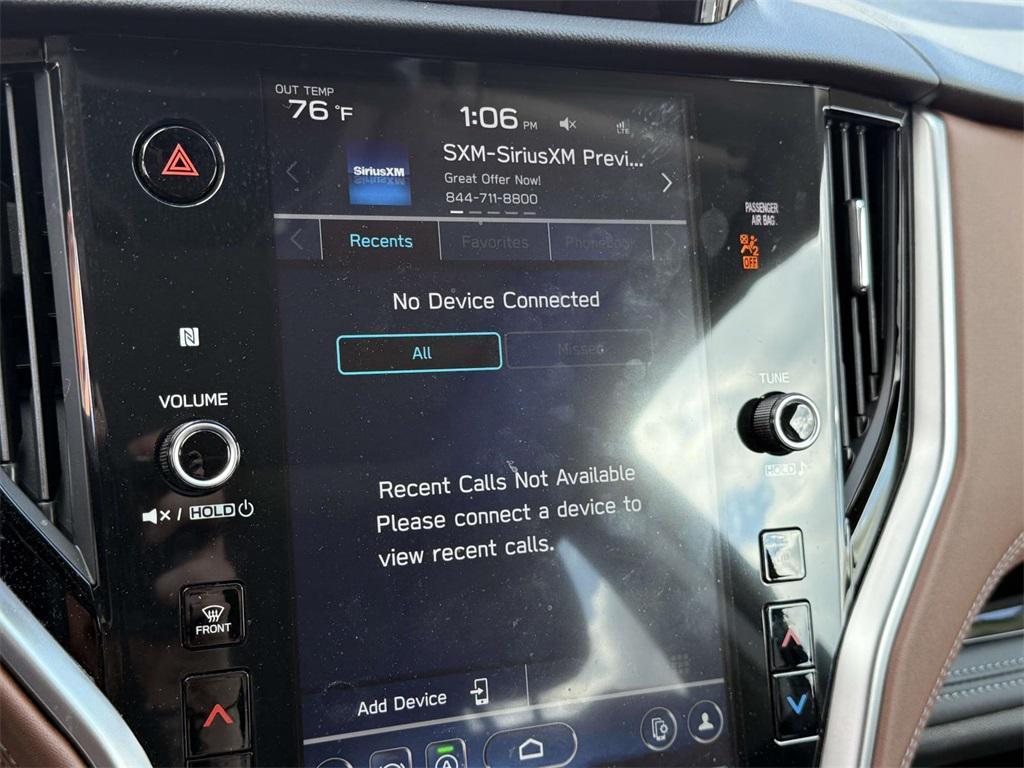 OUT TEMP
76 °F
1:06 PM
LTE
SiriusXM
SXM-SiriusXM Previ...
Great Offer Now!
844-711-8800
PASSENGER
AIR BAG
2
OFF
Recents
Favorites
Phonebook
No Device Connected
All
Missed
N
VOLUME
TUNE
HOLD
Recent Calls Not Available
Please connect a device to
view recent calls.
/ HOLD
FRONT
Add Device
A